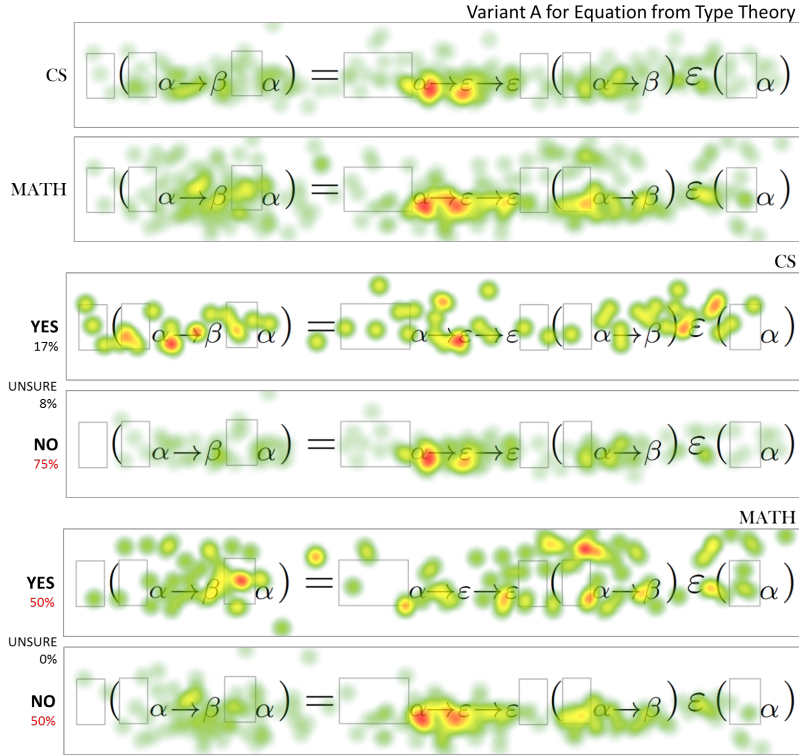 Variant A for Equation from Type Theory
CS
( α→β α) = α→ε→ε ( α→β) ε ( α)
MATH
( α→β α) = α→ε→ε ( α→β) ε ( α)
CS
YES
17%
( α→β α) = α→ε→ε ( α→β) ε ( α)
UNSURE
8%
NO
75%
( α→β α) = α→ε→ε ( α→β) ε ( α)
MATH
YES
50%
( α→β α) = α→ε→ε ( α→β) ε ( α)
UNSURE
0%
NO
50%
( α→β α) = α→ε→ε ( α→β) ε ( α)